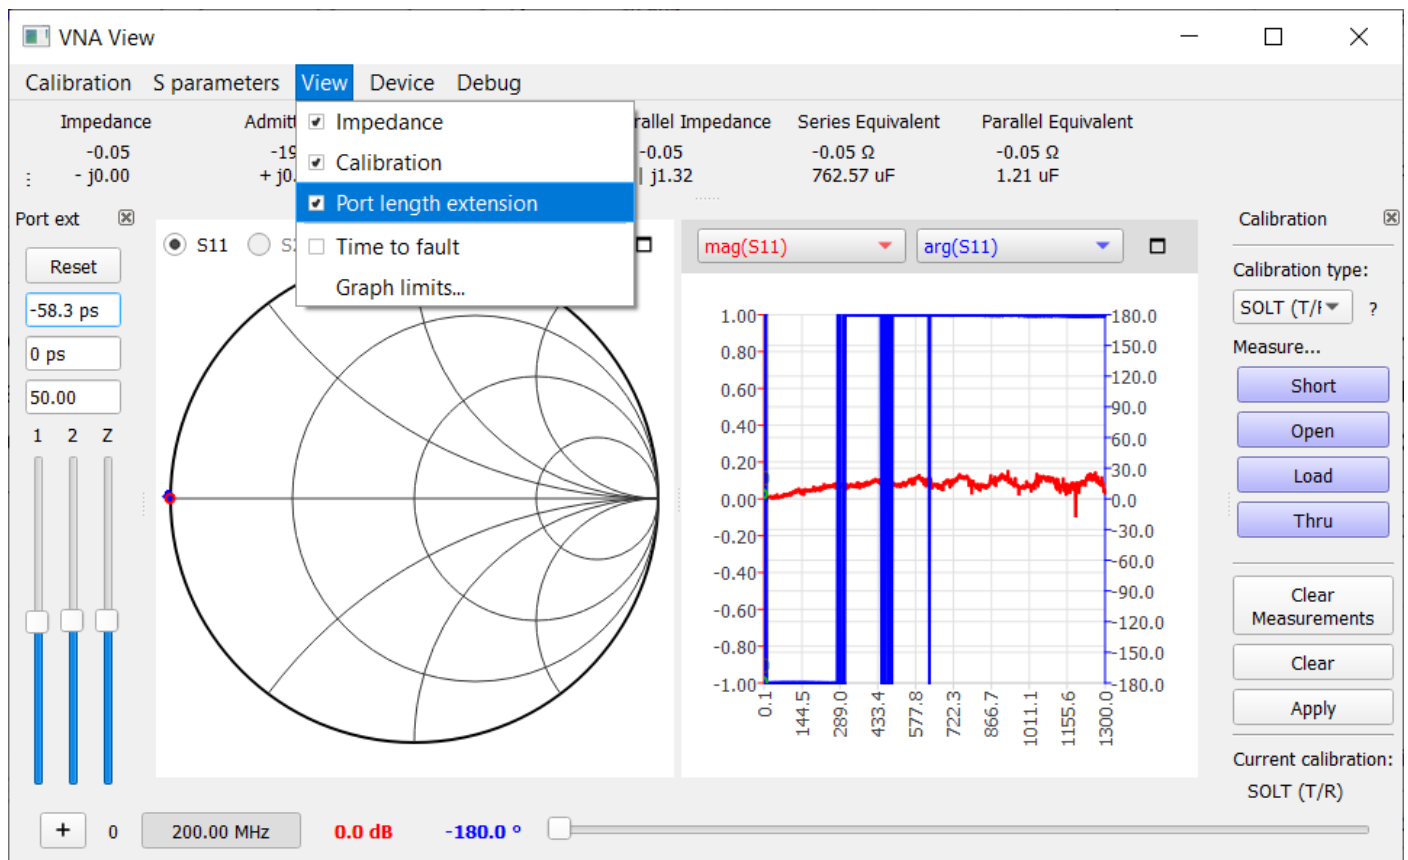 VNA View
Calibration S parameters View Device Debug
Impedance
Calibration
Port length extension
Time to fault
Graph limits...
Impedance
-0.05
- j0.00
-19
+ j0.
Impedance
-0.05
| j1.32
Series Equivalent
-0.05 Ω
762.57 uF
Parallel Equivalent
-0.05 Ω
1.21 uF
Port ext
Reset
-58.3 ps
0 ps
50.00
1 2 Z
S11
mag(S11)
arg(S11)
1.00
0.80
0.60
0.40
0.20
0.00
-0.20
-0.40
-0.60
-0.80
-1.00
180.0
150.0
120.0
90.0
60.0
30.0
0.0
-30.0
-60.0
-90.0
-120.0
-150.0
-180.0
0.1
144.5
289.0
433.4
577.8
722.3
866.7
1011.1
1155.6
1300.0
Calibration
Calibration type:
SOLT ?
Measure...
Short
Open
Load
Thru
Clear
Measurements
Clear
Apply
Current calibration:
SOLT (T/R)
+ 0 200.00 MHz 0.0 dB -180.0 °